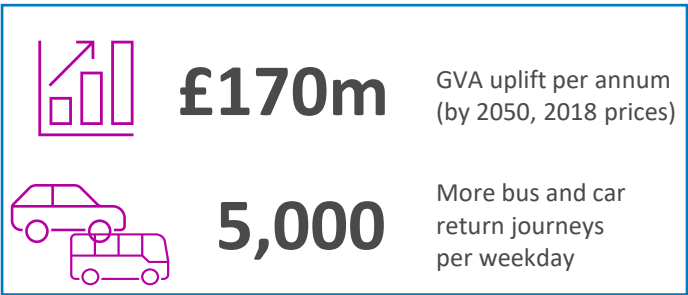 £170m
GVA uplift per annum
(by 2050, 2018 prices)
5,000
More bus and car
return journeys
per weekday